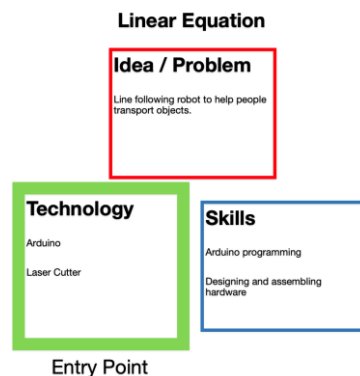 Linear Equation
Idea / Problem
Line following robot to help people
transport objects.
Technology
Arduino
Laser Cutter
Skills
Arduino programming
Designing and assembling
hardware
Entry Point